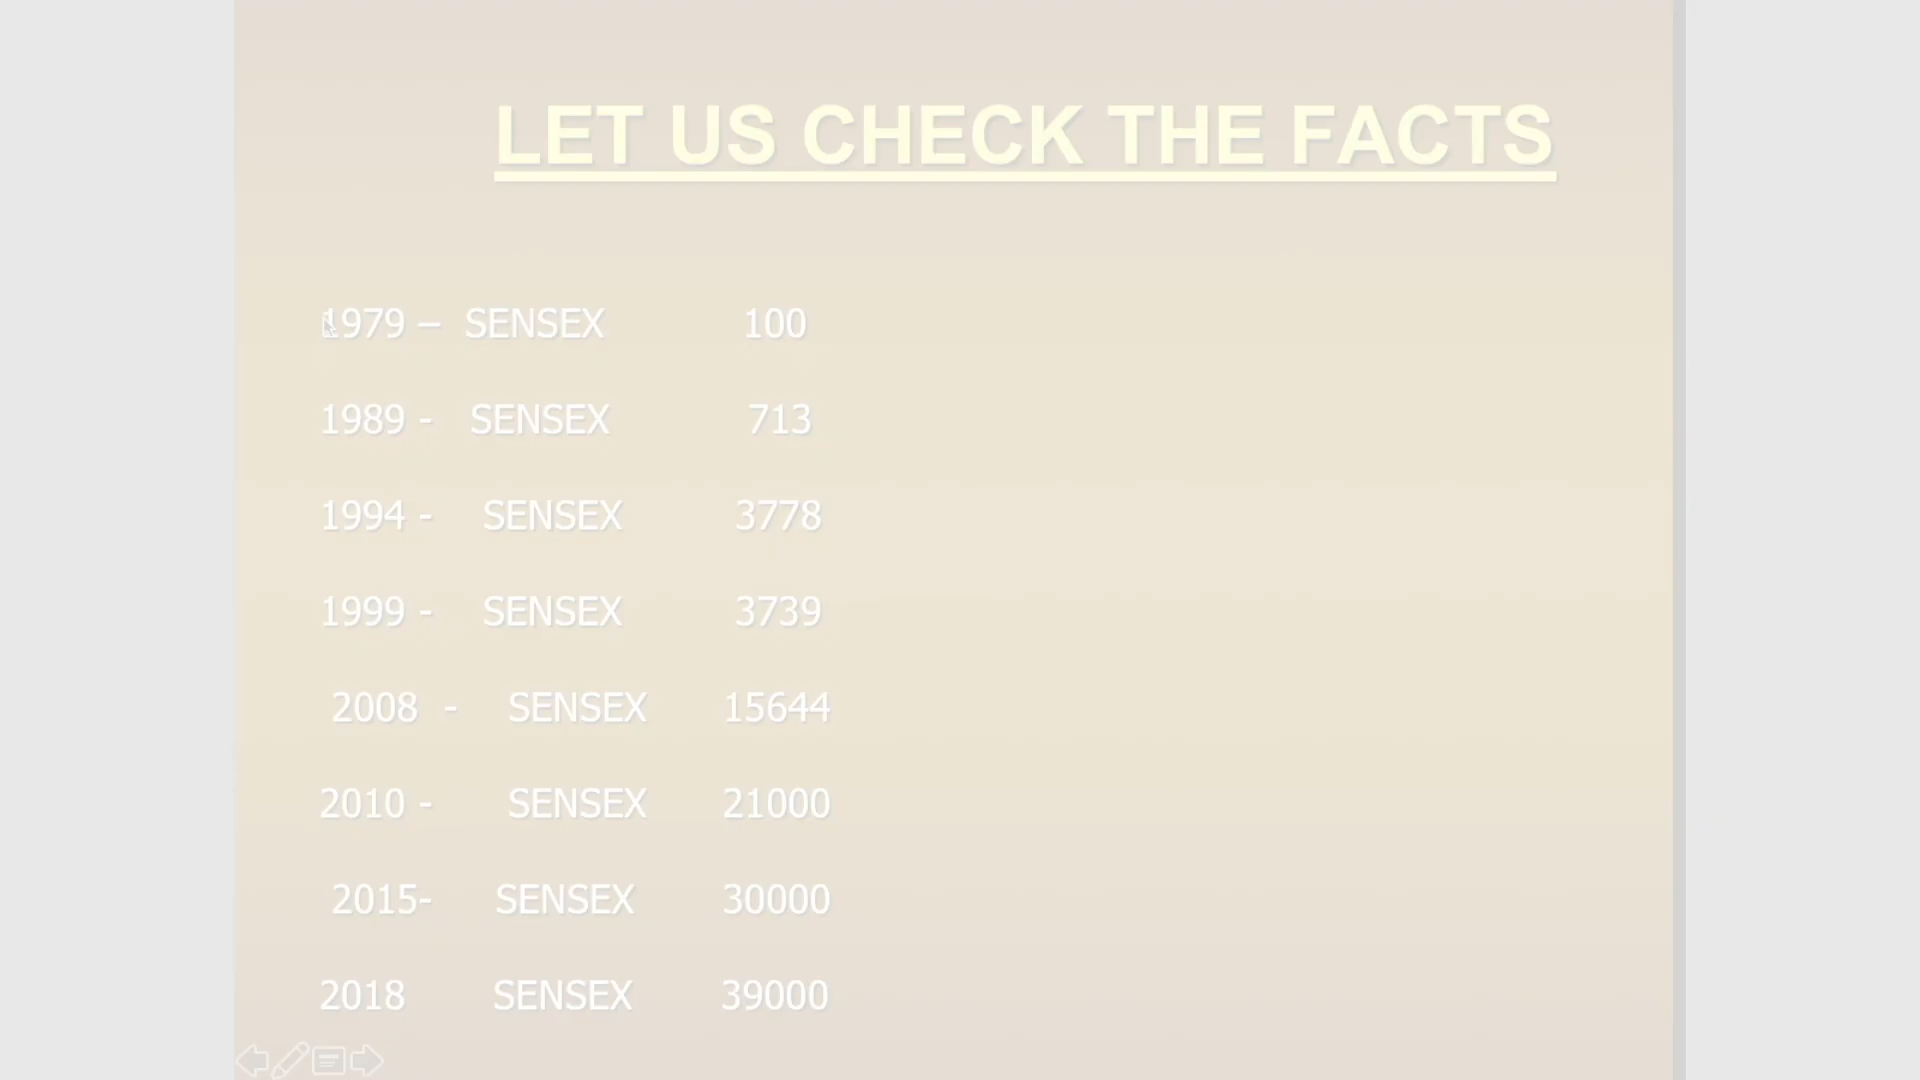 LET US CHECK THE FACTS
1979 – SENSEX 100
1989 - SENSEX 713
1994 - SENSEX 3778
1999 - SENSEX 3739
2008 - SENSEX 15644
2010 - SENSEX 21000
2015- SENSEX 30000
2018 SENSEX 39000